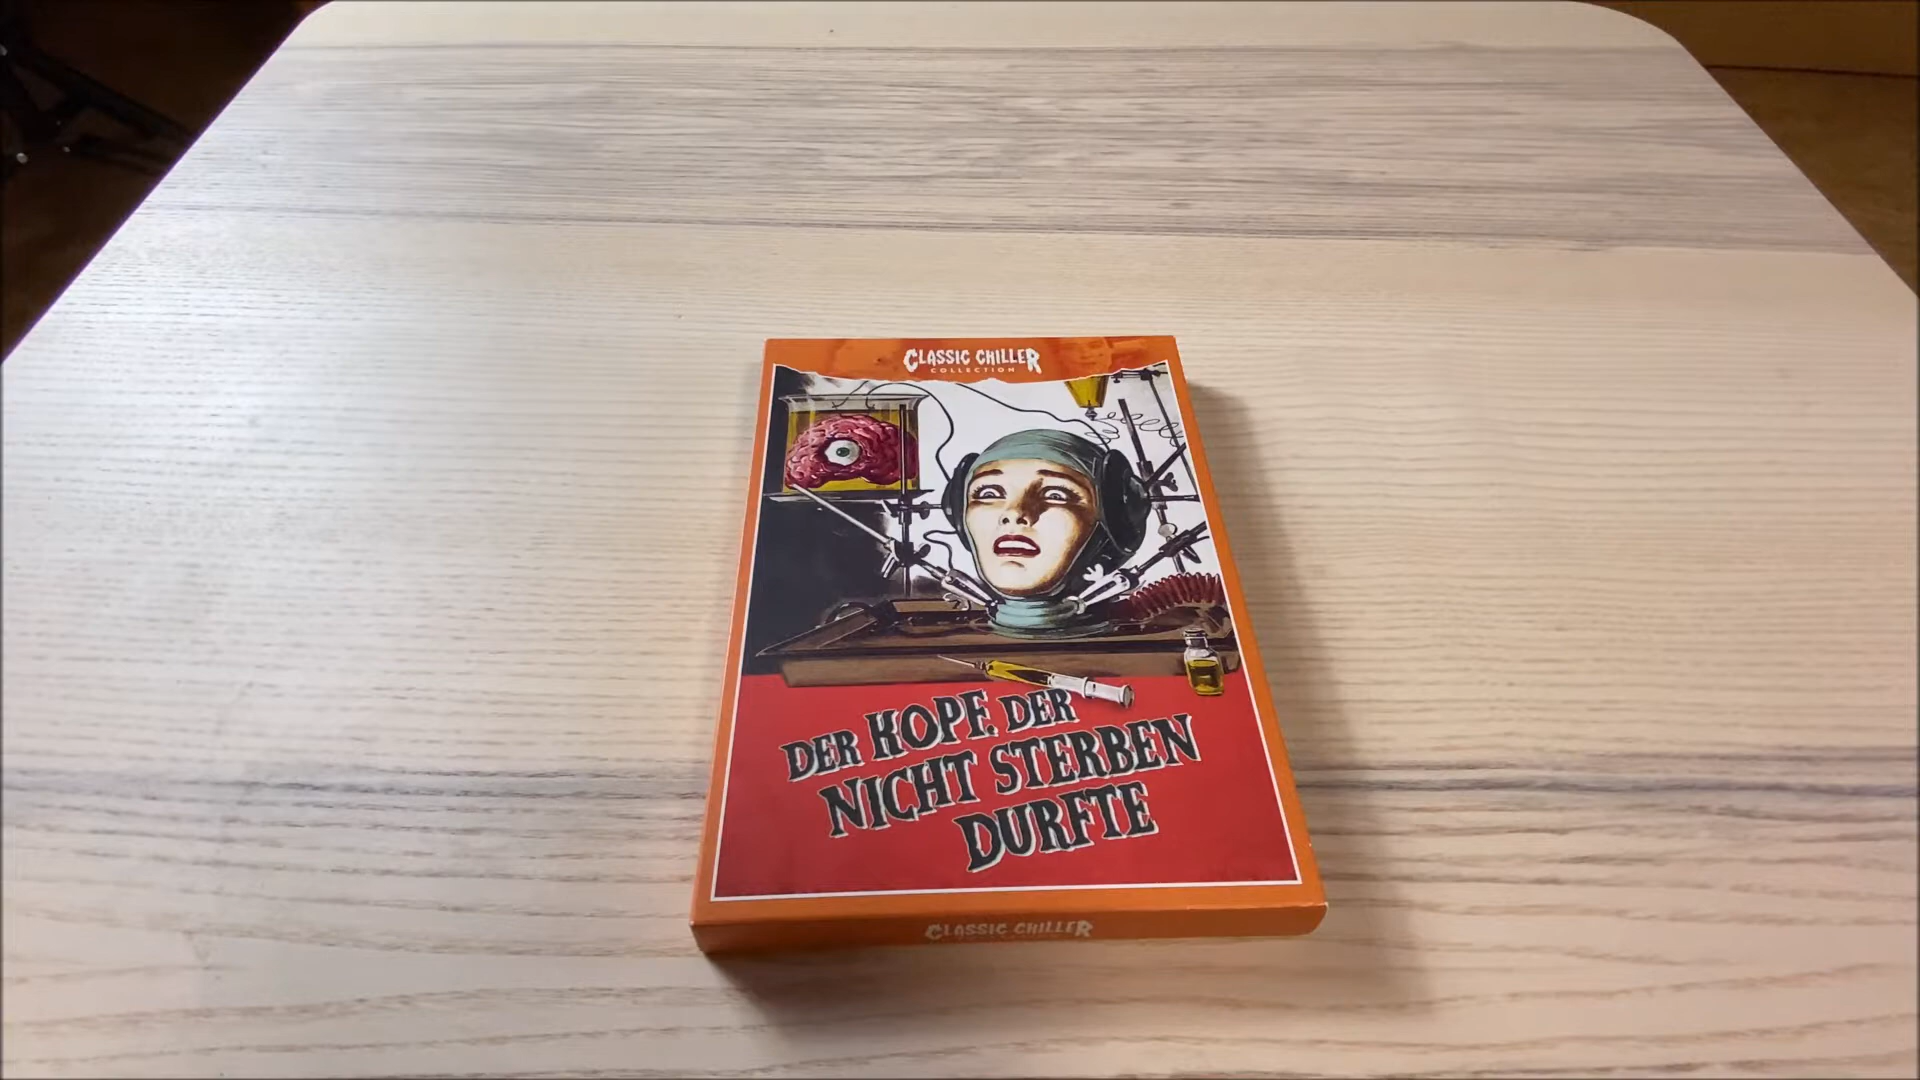 CLASSIC CHILLER
COLLECTION
DER KOPF, DER
NICHT STERBEN
DURFTE
CLASSIC CHILLER